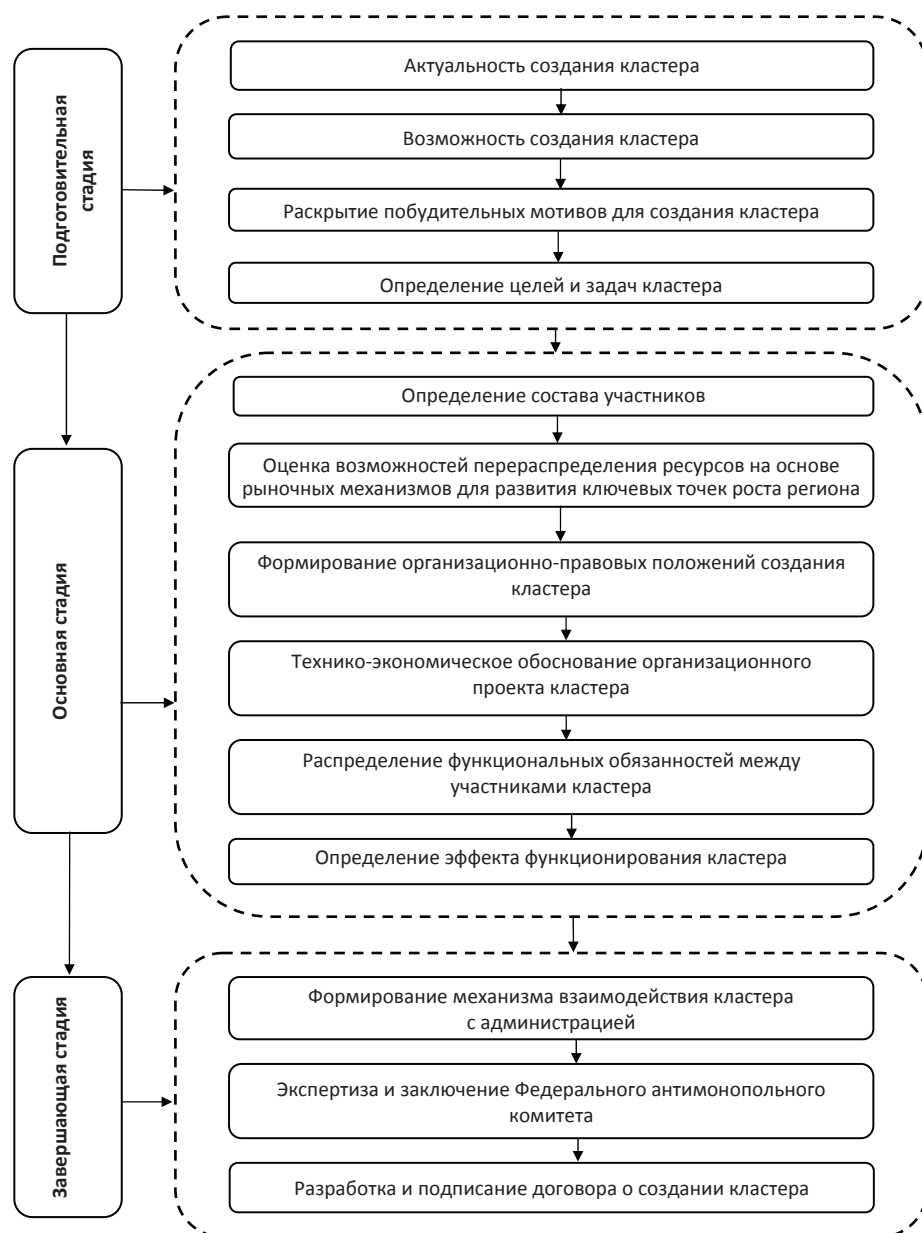 Подготовительная
стадия
Актуальность создания кластера
Возможность создания кластера
Раскрытие побудительных мотивов для создания кластера
Определение целей и задач кластера
Основная стадия
Определение состава участников
Оценка возможностей перераспределения ресурсов на основе
рыночных механизмов для развития ключевых точек роста региона
Формирование организационно-правовых положений создания
кластера
Технико-экономическое обоснование организационного
проекта кластера
Распределение функциональных обязанностей между
участниками кластера
Определение эффекта функционирования кластера
Завершающая стадия
Формирование механизма взаимодействия кластера
с администрацией
Экспертиза и заключение Федерального антимонопольного
комитета
Разработка и подписание договора о создании кластера